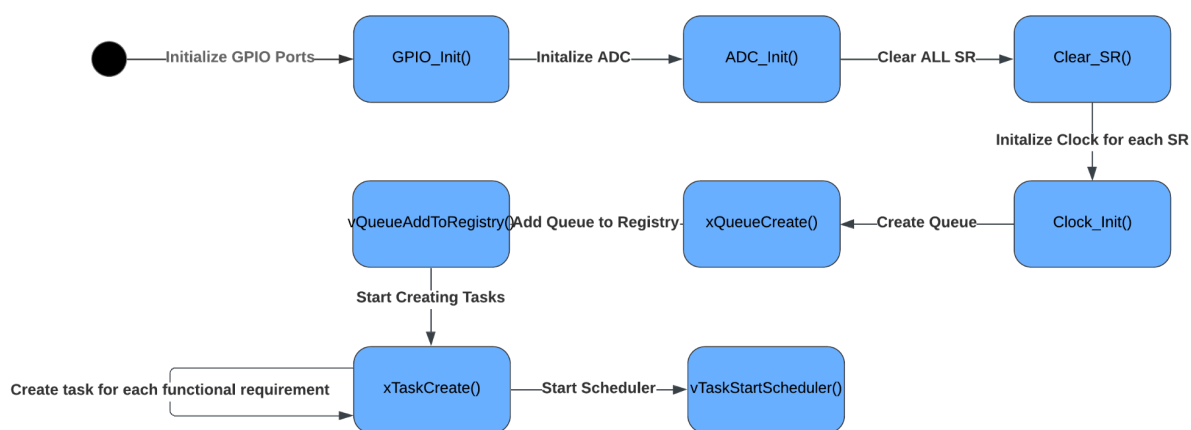 Initialize GPIO Ports
GPIO_Init()
Initalize ADC
ADC_Init()
Clear ALL SR
Clear_SR()
Initalize Clock for each SR
Clock_Init()
Create Queue
xQueueCreate()
Add Queue to Registry
vQueueAddToRegistry()
Start Creating Tasks
xTaskCreate()
Create task for each functional requirement
Start Scheduler
vTaskStartScheduler()